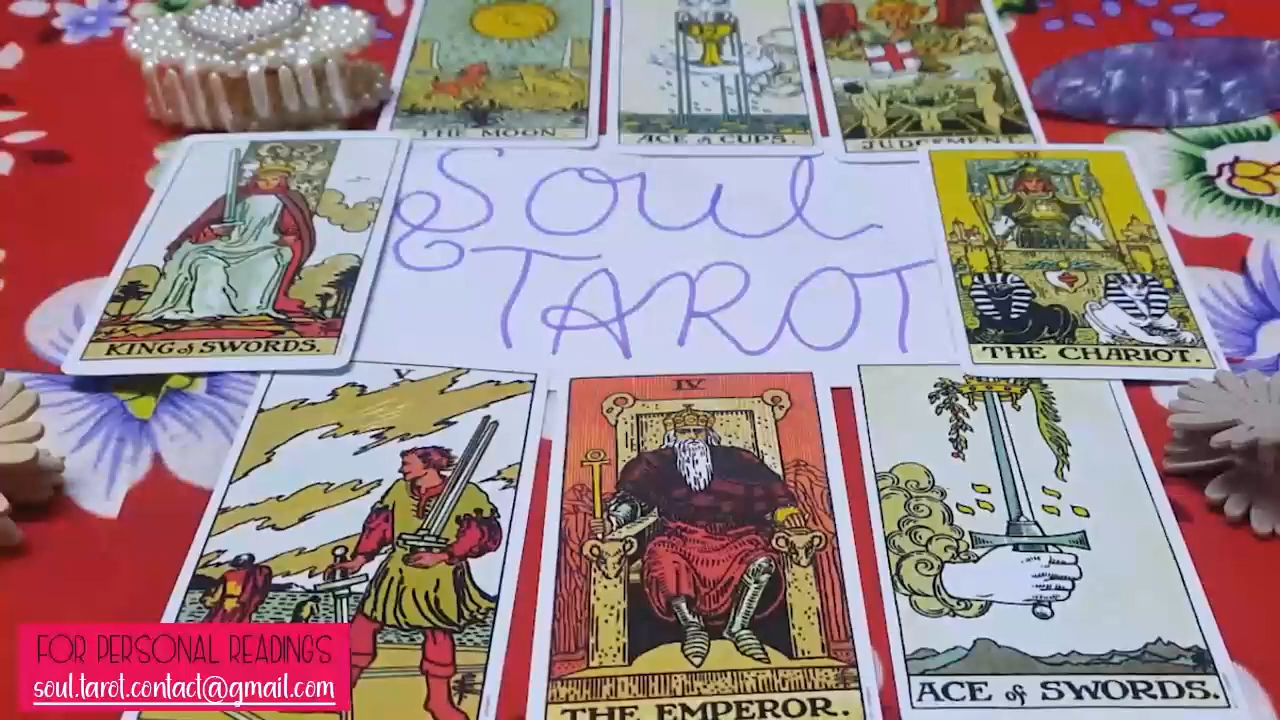 THE MOON
ACE of CUPS.
JUDGEMENT.
Soul
TAROT
KING of SWORDS.
THE CHARIOT.
V
IV
THE EMPEROR.
ACE of SWORDS.
FOR PERSONAL READINGS
soul.tarot.contact@gmail.com